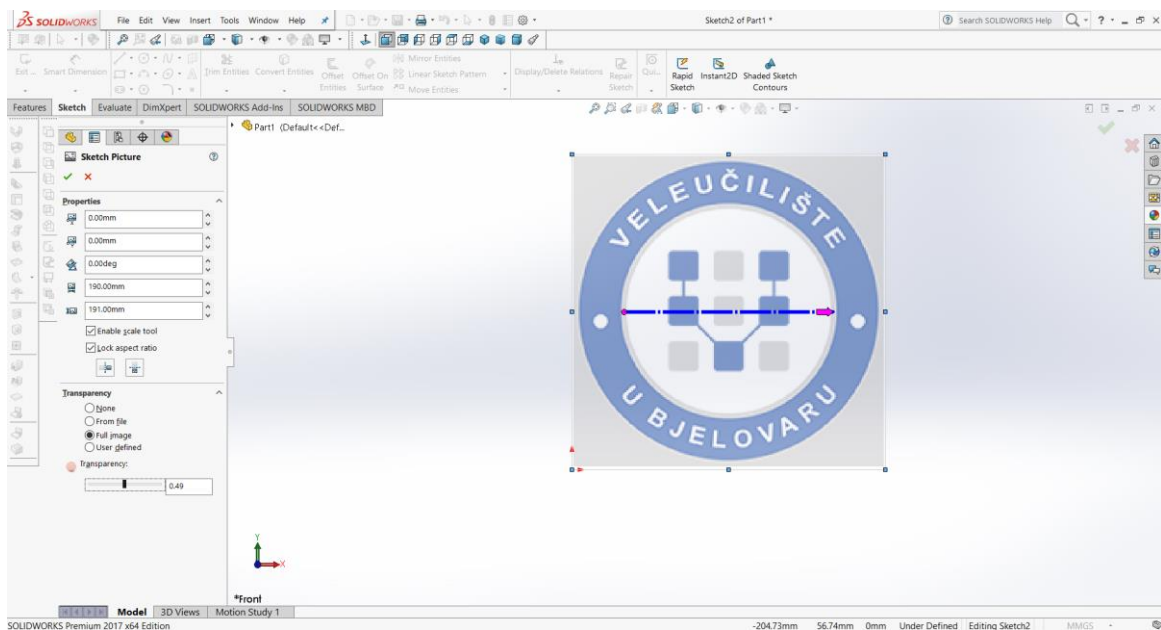 SOLIDWORKS File Edit View Insert Tools Window Help
Sketch2 of Part1 *
Search SOLIDWORKS Help
Exit ... Smart Dimension Trim Entities Convert Entities Offset Entities Offset On Surface Mirror Entities Linear Sketch Pattern Move Entities Display/Delete Relations Repair Sketch Qui... Rapid Sketch Instant2D Shaded Sketch Contours
Features Sketch Evaluate DimXpert SOLIDWORKS Add-Ins SOLIDWORKS MBD
Part1 (Default<<Def...
Sketch Picture
Properties
0.00mm
0.00mm
0.00deg
190.00mm
191.00mm
Enable scale tool
Lock aspect ratio
Transparency
None
From file
Full image
User defined
Transparency:
0.49
VELEUČILIŠTE
U BJELOVARU
Y
X
*Front
Model 3D Views Motion Study 1
SOLIDWORKS Premium 2017 x64 Edition
-204.73mm 56.74mm 0mm Under Defined Editing Sketch2 MMGS